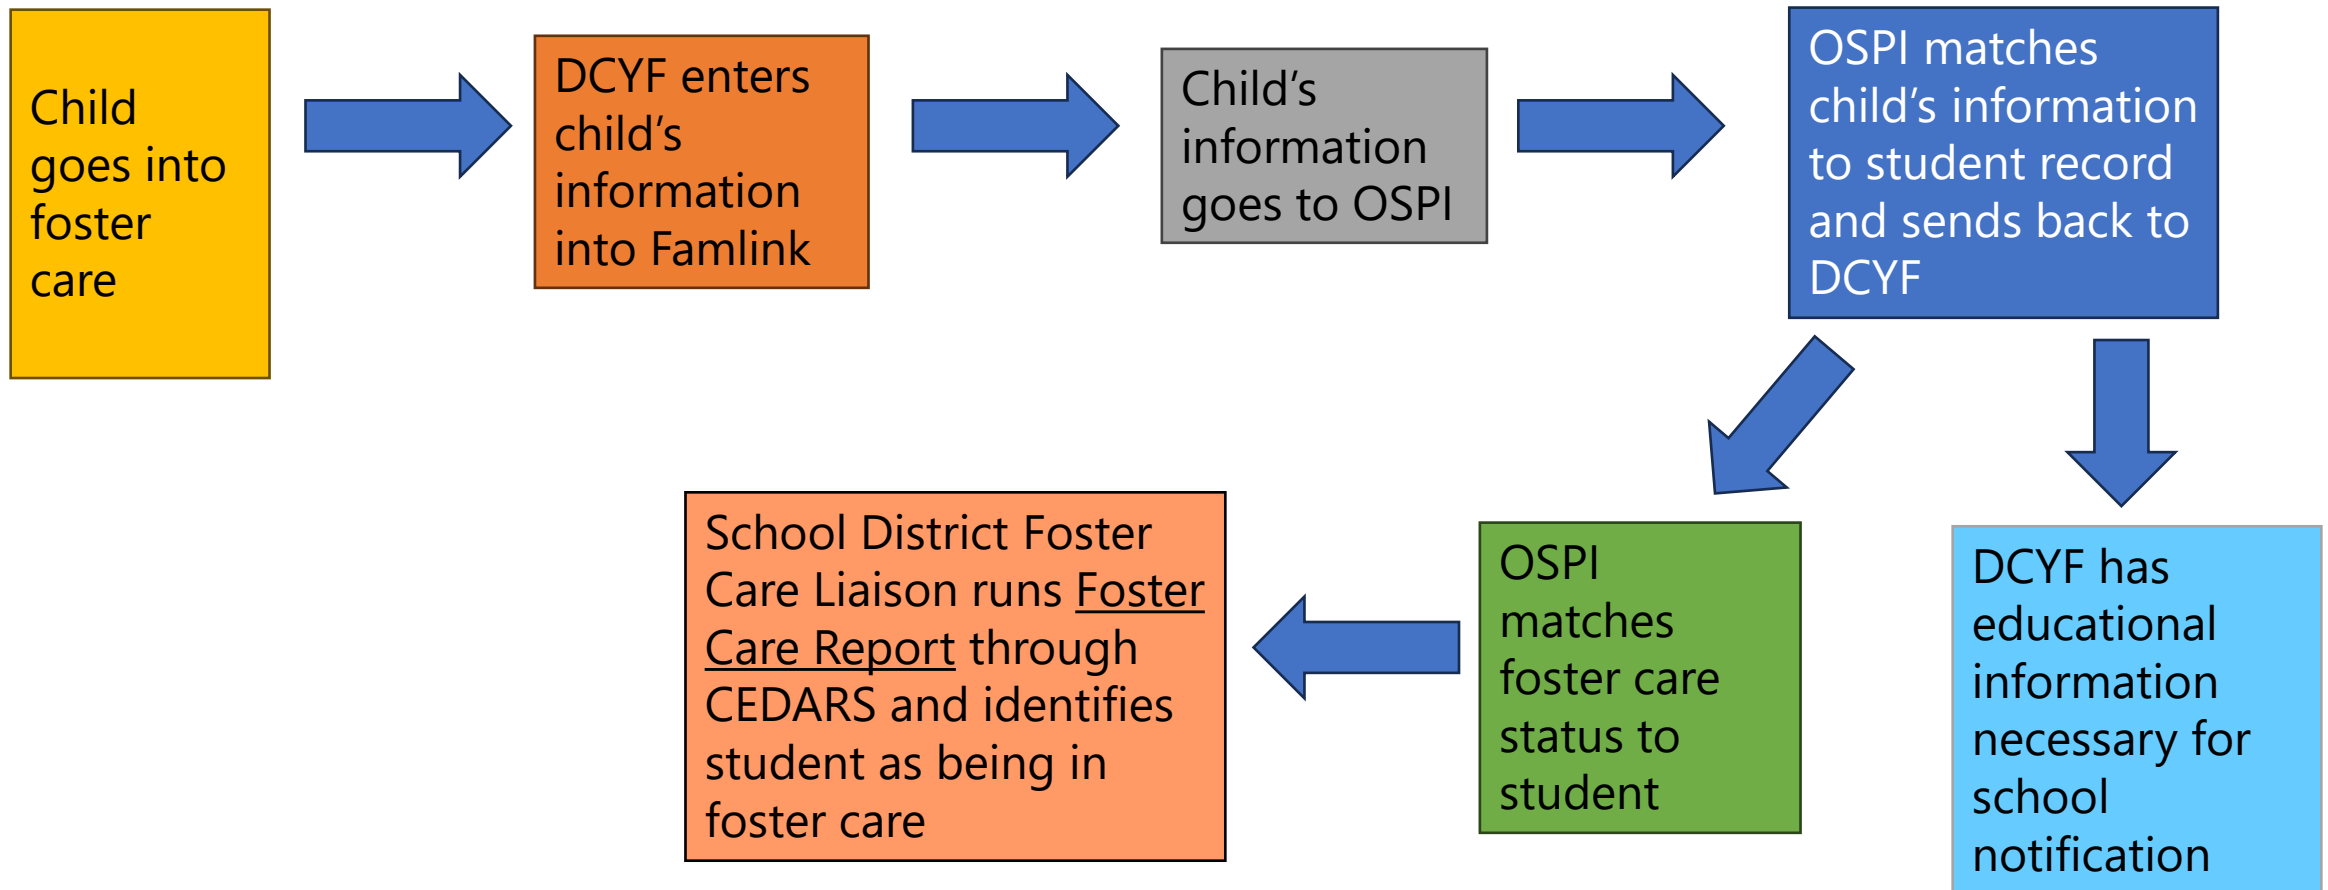 Child
goes into
foster
care
DCYF enters
child’s
information
into Famlink
Child’s
information
goes to OSPI
OSPI matches
child’s information
to student record
and sends back to
DCYF
School District Foster
Care Liaison runs Foster
Care Report through
CEDARS and identifies
student as being in
foster care
OSPI
matches
foster care
status to
student
DCYF has
educational
information
necessary for
school
notification